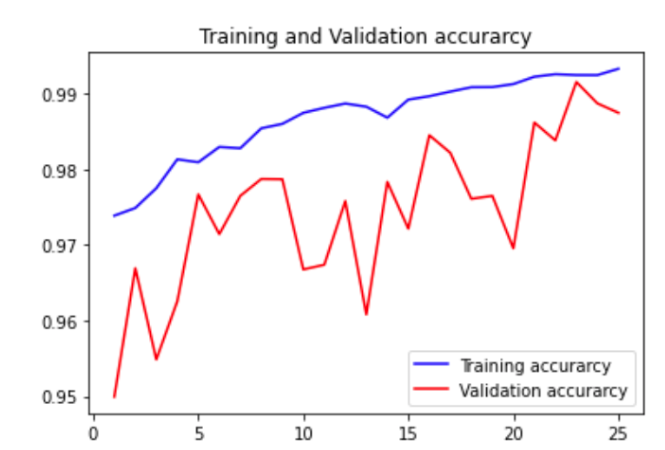 Training and Validation accurarcy
0.99
0.98
0.97
0.96
0.95
Training accurarcy
Validation accurarcy
0 5 10 15 20 25